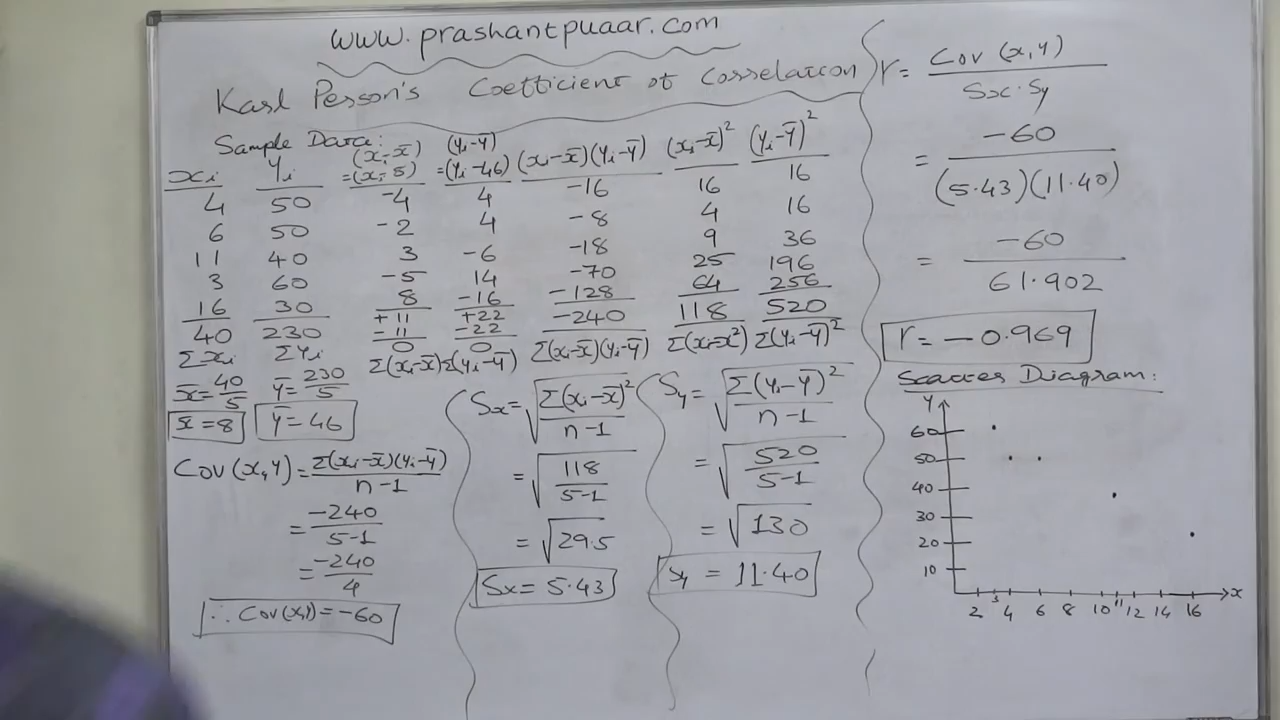 www.prashantpuaar.com
Karl Person's Coefficient of Correlation
Sample Data:
xi yi (xi-x̄) =(xi-5) (yi-ȳ) =(yi-46) (xi-x̄)(yi-ȳ) (xi-x̄)² (yi-ȳ)²
4 50 -4 4 -16 16 16
6 50 -2 4 -8 4 16
11 40 3 -6 -18 9 36
3 60 -5 14 -70 25 196
16 30 8 -16 -128 64 256
40 230 +11 +22 -240 118 520
-11 -22
0 0
Σxi Σyi Σ(xi-x̄) Σ(yi-ȳ) Σ(xi-x̄)(yi-ȳ) Σ(xi-x̄²) Σ(yi-ȳ)²
x̄=40/5 ȳ=230/5
x̄=8 ȳ=46
Cov(x,y)=Σ(xi-x̄)(yi-ȳ)/n-1
=-240/5-1
=-240/4
∴ Cov(x,y)=-60
Sx=√Σ(xi-x̄)²/n-1
=√118/5-1
=√29.5
Sx=5.43
Sy=√Σ(yi-ȳ)²/n-1
=√520/5-1
=√130
Sy=11.40
r=Cov(x,y)/Sx·Sy
=-60/(5.43)(11.40)
=-60/61.902
r=-0.969
Scatter Diagram:
Y
60
50
40
30
20
10
2 3 4 6 8 10 11 12 14 16 x